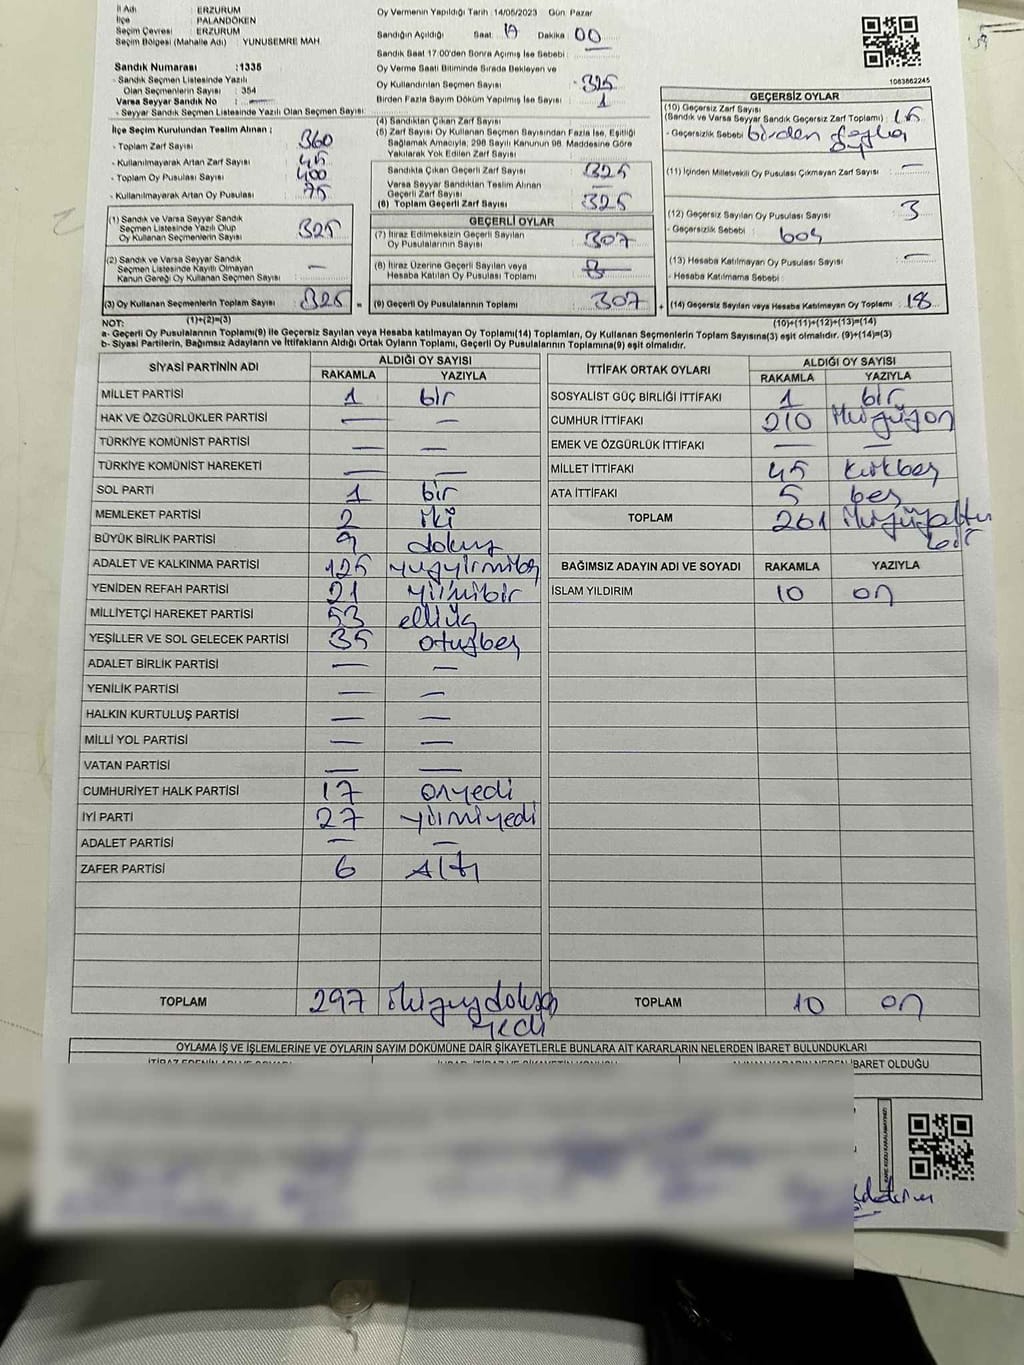 İl Adı : ERZURUM
İlçe : PALANDÖKEN
Seçim Çevresi : ERZURUM
Seçim Bölgesi (Mahalle Adı) : YUNUSEMRE MAH.
Sandık Numarası :1335
- Sandık Seçmen Listesinde Yazılı
Olan Seçmenlerin Sayısı : 354
Varsa Seyyar Sandık No : —
- Seyyar Sandık Seçmen Listesinde Yazılı Olan Seçmen Sayısı:
İlçe Seçim Kurulundan Teslim Alınan ;
- Toplam Zarf Sayısı : 360
- Kullanılmayarak Artan Zarf Sayısı : 45
- Toplam Oy Pusulası Sayısı : 400
- Kullanılmayarak Artan Oy Pusulası : 75
(1) Sandık ve Varsa Seyyar Sandık
Seçmen Listesinde Yazılı Olup
Oy Kullanan Seçmenlerin Sayısı : 325
(2) Sandık ve Varsa Seyyar Sandık
Seçmen Listesinde Kayıtlı Olmayan
Kanun Gereği Oy Kullanan Seçmen Sayısı : —
(3) Oy Kullanan Seçmenlerin Toplam Sayısı : 325
(1)+(2)=(3)
Oy Vermenin Yapıldığı Tarih :14/05/2023 Gün: Pazar
Sandığın Açıldığı Saat: 17 Dakika: 00
Sandık Saat 17:00'den Sonra Açılmış İse Sebebi : —
Oy Verme Saati Bitiminde Sırada Bekleyen ve
Oy Kullandırılan Seçmen Sayısı : 325
Birden Fazla Sayım Döküm Yapılmış İse Sayısı : 1
(4) Sandıktan Çıkan Zarf Sayısı :
(5) Zarf Sayısı Oy Kullanan Seçmen Sayısından Fazla İse, Eşitliği
Sağlamak Amacıyla, 298 Sayılı Kanunun 98. Maddesine Göre
Yakılarak Yok Edilen Zarf Sayısı :
Sandıkta Çıkan Geçerli Zarf Sayısı : 325
Varsa Seyyar Sandıktan Teslim Alınan
Geçerli Zarf Sayısı : —
(6) Toplam Geçerli Zarf Sayısı : 325
GEÇERLİ OYLAR
(7) İtiraz Edilmeksizin Geçerli Sayılan
Oy Pusulalarının Sayısı : 307
(8) İtiraz Üzerine Geçerli Sayılan veya
Hesaba Katılan Oy Pusulası Toplamı :
(9) Geçerli Oy Pusulalarının Toplamı : 307
1083662245
GEÇERSİZ OYLAR
(10) Geçersiz Zarf Sayısı
(Sandık ve Varsa Seyyar Sandık Geçersiz Zarf Toplamı) : 15
- Geçersizlik Sebebi : birden fazla
oy
(11) İçinden Milletvekili Oy Pusulası Çıkmayan Zarf Sayısı : —
(12) Geçersiz Sayılan Oy Pusulası Sayısı : 3
- Geçersizlik Sebebi : boş
(13) Hesaba Katılmayan Oy Pusulası Sayısı : —
- Hesaba Katılmama Sebebi :
(14) Geçersiz Sayılan veya Hesaba Katılmayan Oy Toplamı : 18
(10)+(11)+(12)+(13)=(14)
NOT:
a- Geçerli Oy Pusulalarının Toplamı(9) ile Geçersiz Sayılan veya Hesaba katılmayan Oy Toplamı(14) Toplamları, Oy Kullanan Seçmenlerin Toplam Sayısına(3) eşit olmalıdır. (9)+(14)=(3)
b- Siyasi Partilerin, Bağımsız Adayların ve İttifakların Aldığı Ortak Oyların Toplamı, Geçerli Oy Pusulalarının Toplamına(9) eşit olmalıdır.
SİYASİ PARTİNİN ADI ALDIĞI OY SAYISI
RAKAMLA YAZIYLA
MİLLET PARTİSİ 1 bir
HAK VE ÖZGÜRLÜKLER PARTİSİ — —
TÜRKİYE KOMÜNİST PARTİSİ — —
TÜRKİYE KOMÜNİST HAREKETİ — —
SOL PARTİ 1 bir
MEMLEKET PARTİSİ 2 iki
BÜYÜK BİRLİK PARTİSİ 9 dokuz
ADALET VE KALKINMA PARTİSİ 125 yüzyirmibeş
YENİDEN REFAH PARTİSİ 21 yirmibir
MİLLİYETÇİ HAREKET PARTİSİ 53 elliüç
YEŞİLLER VE SOL GELECEK PARTİSİ 35 otuzbeş
ADALET BİRLİK PARTİSİ — —
YENİLİK PARTİSİ — —
HALKIN KURTULUŞ PARTİSİ — —
MİLLİ YOL PARTİSİ — —
VATAN PARTİSİ — —
CUMHURİYET HALK PARTİSİ 17 onyedi
İYİ PARTİ 27 yirmiyedi
ADALET PARTİSİ — —
ZAFER PARTİSİ 6 Altı
TOPLAM 297 ikiyüzdoksan
yedi
İTTİFAK ORTAK OYLARI ALDIĞI OY SAYISI
RAKAMLA YAZIYLA
SOSYALİST GÜÇ BİRLİĞİ İTTİFAKI 1 bir
CUMHUR İTTİFAKI 210 ikiyüzon
EMEK VE ÖZGÜRLÜK İTTİFAKI — —
MİLLET İTTİFAKI 45 kırkbeş
ATA İTTİFAKI 5 beş
TOPLAM 261 ikiyüzaltmış
bir
BAĞIMSIZ ADAYIN ADI VE SOYADI RAKAMLA YAZIYLA
İSLAM YILDIRIM 10 on
TOPLAM 10 on
OYLAMA İŞ VE İŞLEMLERİNE VE OYLARIN SAYIM DÖKÜMÜNE DAİR ŞİKAYETLERLE BUNLARA AİT KARARLARIN NELERDEN İBARET BULUNDUKLARI
İBARET OLDUĞU